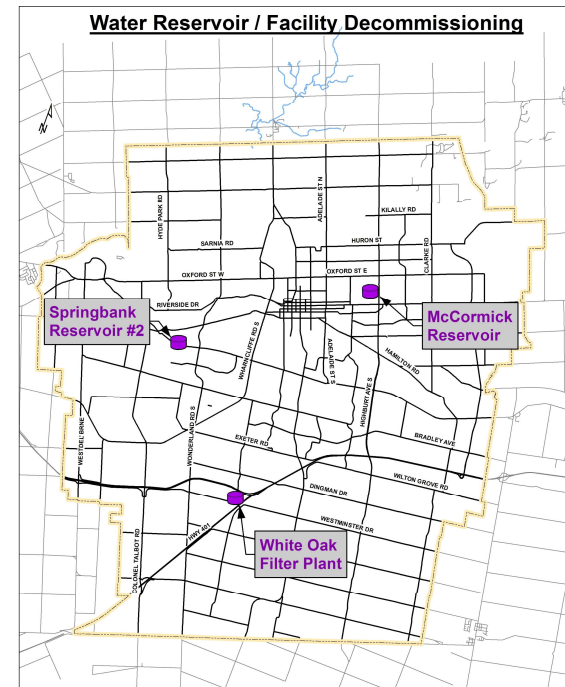 Water Reservoir / Facility Decommissioning
ADELAIDE ST N
HYDE PARK RD
KILALLY RD
SARNIA RD
HURON ST
CLARKE RD
OXFORD ST W
OXFORD ST E
RIVERSIDE DR
Springbank
Reservoir #2
McCormick
Reservoir
WHARNCLIFFE RD S
ADELAIDE ST S
HAMILTON RD
HIGHBURY AVE S
WONDERLAND RD S
WESTDEL BRNE
EXETER RD
BRADLEY AVE
WILTON GROVE RD
DINGMAN DR
WESTMINSTER DR
HWY 401
COLONEL TALBOT RD
White Oak
Filter Plant